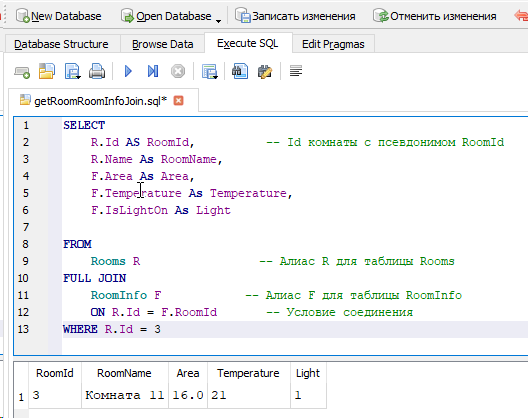 New Database Open Database Записать изменения Отменить изменения
Database Structure Browse Data Execute SQL Edit Pragmas
getRoomRoomInfoJoin.sql*
1 SELECT
2 R.Id AS RoomId, -- Id комнаты с псевдонимом RoomId
3 R.Name As RoomName,
4 F.Area As Area,
5 F.Temperature As Temperature,
6 F.IsLightOn As Light
7
8 FROM
9 Rooms R -- Алиас R для таблицы Rooms
10 FULL JOIN
11 RoomInfo F -- Алиас F для таблицы RoomInfo
12 ON R.Id = F.RoomId -- Условие соединения
13 WHERE R.Id = 3
RoomId RoomName Area Temperature Light
1 3 Комната 11 16.0 21 1